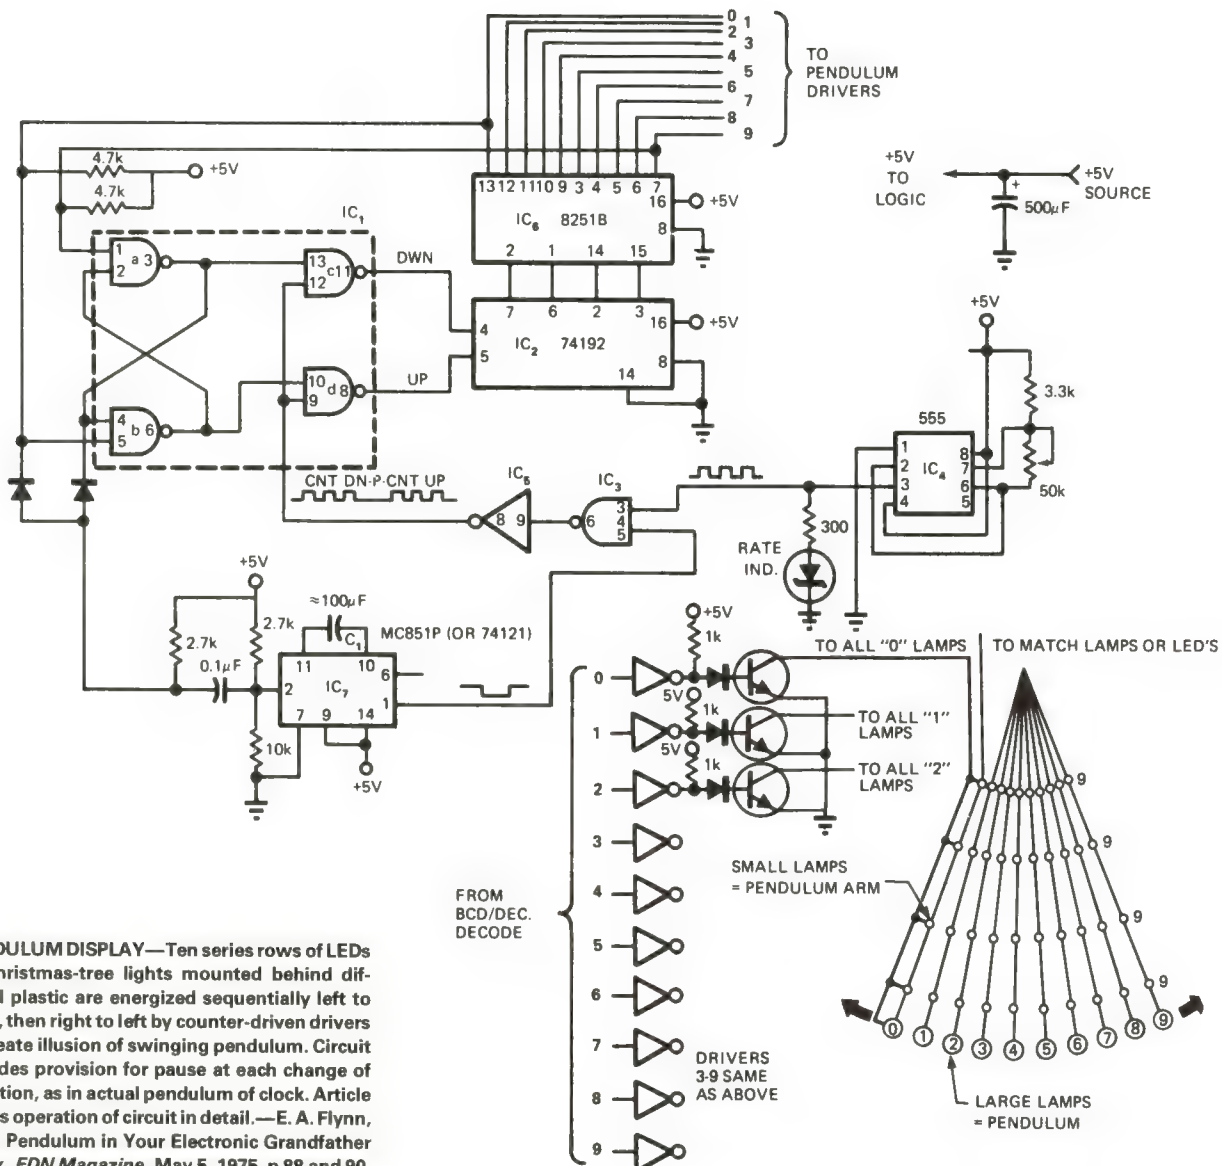 0
1
2
3
4
5
6
7
8
9
TO
PENDULUM
DRIVERS
4.7k
+5V
4.7k
13 12 11 10 9 3 4 5 6 7
16
+5V
IC6 8251B
8
2 1 14 15
+5V
TO
LOGIC
+
500µF
+5V
SOURCE
IC1
1
2
a 3
13
12
c11
DWN
7 6 2 3
4
5
IC2 74192
16
+5V
8
14
10
9
d 8
UP
4
5
b 6
+5V
3.3k
555
1
2
3
4
IC4
8
7
6
5
50k
CNT DN-P-CNT UP
IC5
8 9
IC3
6
3
4
5
300
RATE
IND.
+5V
2.7k
2.7k
≈100µF
C1
MC851P (OR 74121)
0.1µF
11 10
6
2
IC7
1
7 9 14
10k
+5V
+5V
1k
TO ALL "0" LAMPS
TO MATCH LAMPS OR LED'S
0
5V
1k
TO ALL "1"
LAMPS
1
5V
1k
TO ALL "2"
LAMPS
2
3
4
5
6
7
8
9
FROM
BCD/DEC.
DECODE
DRIVERS
3-9 SAME
AS ABOVE
SMALL LAMPS
= PENDULUM ARM
9
9
9
9
0 1 2 3 4 5 6 7 8 9
LARGE LAMPS
= PENDULUM
DULUM DISPLAY—Ten series rows of LEDs
hristmas-tree lights mounted behind dif-
l plastic are energized sequentially left to
, then right to left by counter-driven drivers
eate illusion of swinging pendulum. Circuit
des provision for pause at each change of
tion, as in actual pendulum of clock. Article
s operation of circuit in detail.—E. A. Flynn,
Pendulum in Your Electronic Grandfather
EDN Magazine, May 5, 1975, p 88 and 90.